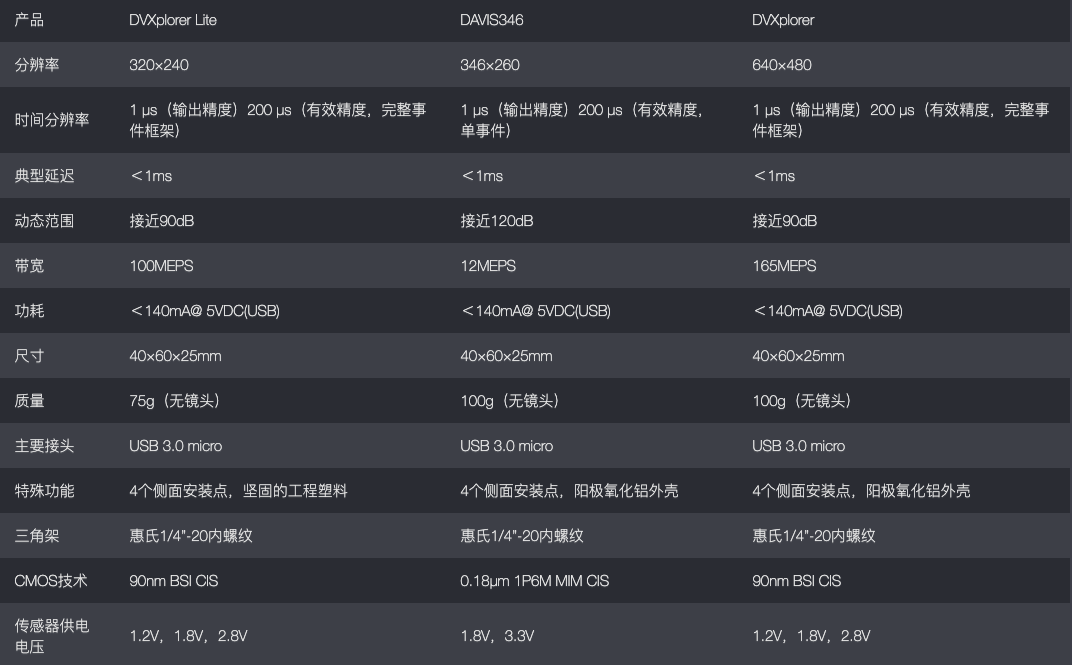 产品 DVXplorer Lite DAVIS346 DVXplorer
分辨率 320×240 346×260 640×480
时间分辨率 1 μs（输出精度）200 μs（有效精度，完整事件框架） 1 μs（输出精度）200 μs（有效精度，单事件） 1 μs（输出精度）200 μs（有效精度，完整事件框架）
典型延迟 ＜1ms ＜1ms ＜1ms
动态范围 接近90dB 接近120dB 接近90dB
带宽 100MEPS 12MEPS 165MEPS
功耗 ＜140mA@ 5VDC(USB) ＜140mA@ 5VDC(USB) ＜140mA@ 5VDC(USB)
尺寸 40×60×25mm 40×60×25mm 40×60×25mm
质量 75g（无镜头） 100g（无镜头） 100g（无镜头）
主要接头 USB 3.0 micro USB 3.0 micro USB 3.0 micro
特殊功能 4个侧面安装点，坚固的工程塑料 4个侧面安装点，阳极氧化铝外壳 4个侧面安装点，阳极氧化铝外壳
三角架 惠氏1/4"-20内螺纹 惠氏1/4"-20内螺纹 惠氏1/4"-20内螺纹
CMOS技术 90nm BSI CIS 0.18μm 1P6M MIM CIS 90nm BSI CIS
传感器供电电压 1.2V，1.8V，2.8V 1.8V，3.3V 1.2V，1.8V，2.8V